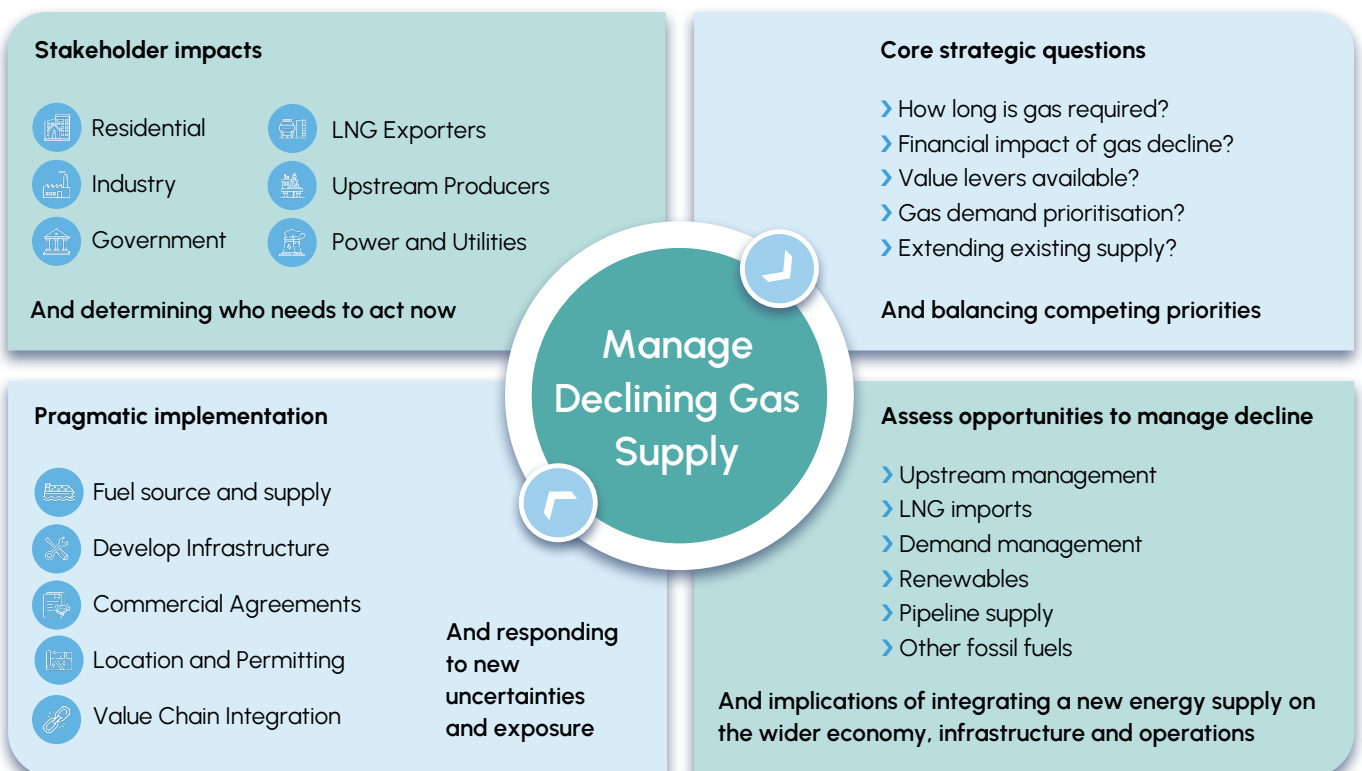 Stakeholder impacts
Residential
Industry
Government
LNG Exporters
Upstream Producers
Power and Utilities
And determining who needs to act now
Core strategic questions
How long is gas required?
Financial impact of gas decline?
Value levers available?
Gas demand prioritisation?
Extending existing supply?
And balancing competing priorities
Manage
Declining Gas
Supply
Pragmatic implementation
Fuel source and supply
Develop Infrastructure
Commercial Agreements
Location and Permitting
Value Chain Integration
And responding
to new
uncertainties
and exposure
Assess opportunities to manage decline
Upstream management
LNG imports
Demand management
Renewables
Pipeline supply
Other fossil fuels
And implications of integrating a new energy supply on
the wider economy, infrastructure and operations